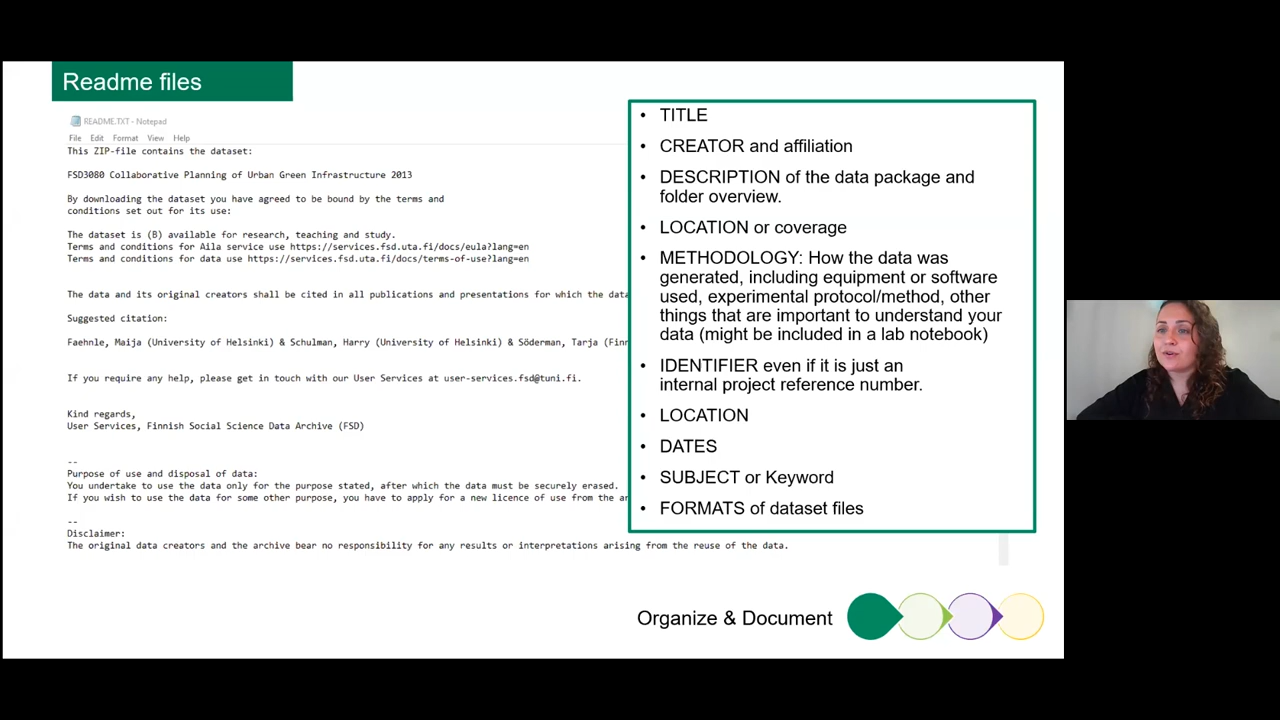 Readme files
README.TXT - Notepad
File Edit Format View Help
This ZIP-file contains the dataset:
FSD3080 Collaborative Planning of Urban Green Infrastructure 2013
By downloading the dataset you have agreed to be bound by the terms and
conditions set out for its use:
The dataset is (B) available for research, teaching and study.
Terms and conditions for Aila service use https://services.fsd.uta.fi/docs/eula?lang=en
Terms and conditions for data use https://services.fsd.uta.fi/docs/terms-of-use?lang=en
The data and its original creators shall be cited in all publications and presentations for which the data
Suggested citation:
Faehnle, Maija (University of Helsinki) & Schulman, Harry (University of Helsinki) & Söderman, Tarja (Finn
If you require any help, please get in touch with our User Services at user-services.fsd@tuni.fi.
Kind regards,
User Services, Finnish Social Science Data Archive (FSD)
--
Purpose of use and disposal of data:
You undertake to use the data only for the purpose stated, after which the data must be securely erased.
If you wish to use the data for some other purpose, you have to apply for a new licence of use from the ar
--
Disclaimer:
The original data creators and the archive bear no responsibility for any results or interpretations arising from the reuse of the data.
• TITLE
• CREATOR and affiliation
• DESCRIPTION of the data package and
folder overview.
• LOCATION or coverage
• METHODOLOGY: How the data was
generated, including equipment or software
used, experimental protocol/method, other
things that are important to understand your
data (might be included in a lab notebook)
• IDENTIFIER even if it is just an
internal project reference number.
• LOCATION
• DATES
• SUBJECT or Keyword
• FORMATS of dataset files
Organize & Document